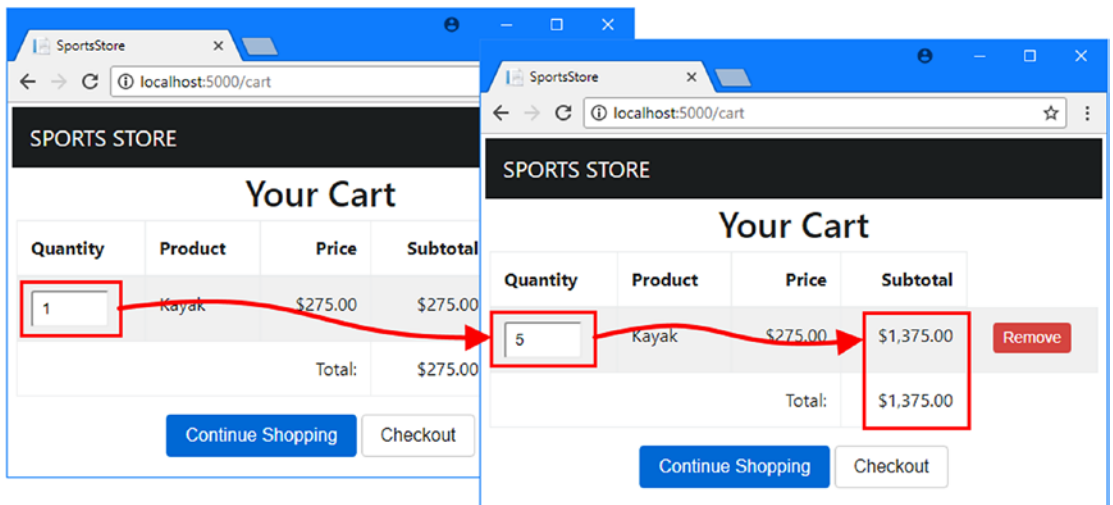 SportsStore
localhost:5000/cart
SPORTS STORE
Your Cart
Quantity Product Price Subtotal
1 Kayak $275.00 $275.00
Total: $275.00
Continue Shopping Checkout
SportsStore
localhost:5000/cart
SPORTS STORE
Your Cart
Quantity Product Price Subtotal
5 Kayak $275.00 $1,375.00 Remove
Total: $1,375.00
Continue Shopping Checkout